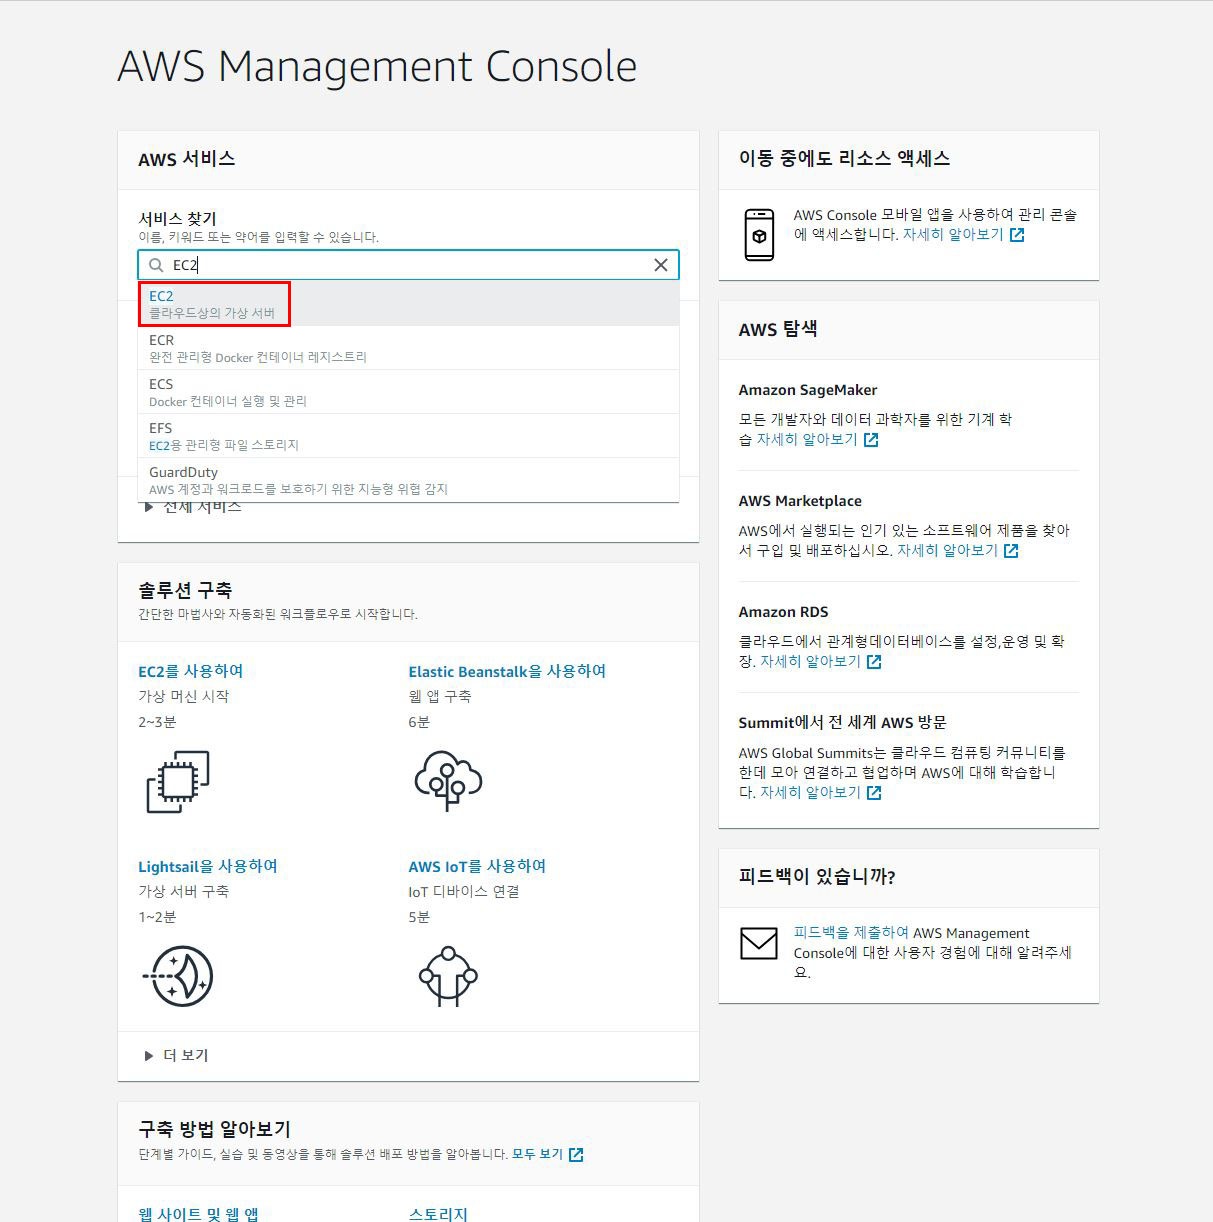 AWS Management Console
AWS 서비스
서비스 찾기
이름, 키워드 또는 약어를 입력할 수 있습니다.
EC2
EC2
클라우드상의 가상 서버
ECR
완전 관리형 Docker 컨테이너 레지스트리
ECS
Docker 컨테이너 실행 및 관리
EFS
EC2용 관리형 파일 스토리지
GuardDuty
AWS 계정과 워크로드를 보호하기 위한 지능형 위협 감지
전체 서비스
솔루션 구축
간단한 마법사와 자동화된 워크플로우로 시작합니다.
EC2를 사용하여
가상 머신 시작
2~3분
Elastic Beanstalk을 사용하여
웹 앱 구축
6분
Lightsail을 사용하여
가상 서버 구축
1~2분
AWS IoT를 사용하여
IoT 디바이스 연결
5분
더 보기
구축 방법 알아보기
단계별 가이드, 실습 및 동영상을 통해 솔루션 배포 방법을 알아봅니다. 모두 보기
웹 사이트 및 웹 앱
스토리지
이동 중에도 리소스 액세스
AWS Console 모바일 앱을 사용하여 관리 콘솔
에 액세스합니다. 자세히 알아보기
AWS 탐색
Amazon SageMaker
모든 개발자와 데이터 과학자를 위한 기계 학
습 자세히 알아보기
AWS Marketplace
AWS에서 실행되는 인기 있는 소프트웨어 제품을 찾아
서 구입 및 배포하십시오. 자세히 알아보기
Amazon RDS
클라우드에서 관계형데이터베이스를 설정,운영 및 확
장. 자세히 알아보기
Summit에서 전 세계 AWS 방문
AWS Global Summits는 클라우드 컴퓨팅 커뮤니티를
한데 모아 연결하고 협업하며 AWS에 대해 학습합니
다. 자세히 알아보기
피드백이 있습니까?
피드백을 제출하여 AWS Management
Console에 대한 사용자 경험에 대해 알려주세
요.